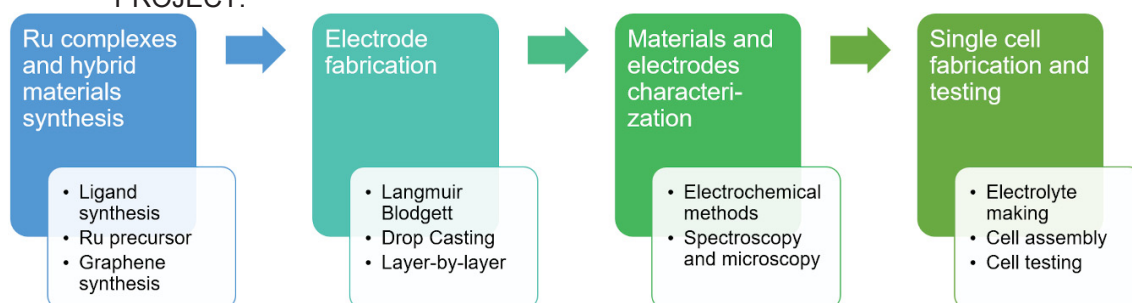 PROJECT:
Ru complexes
and hybrid
materials
synthesis
• Ligand
synthesis
• Ru precursor
• Graphene
synthesis
Electrode
fabrication
• Langmuir
Blodgett
• Drop Casting
• Layer-by-layer
Materials and
electrodes
characteri-
zation
• Electrochemical
methods
• Spectroscopy
and microscopy
Single cell
fabrication and
testing
• Electrolyte
making
• Cell assembly
• Cell testing